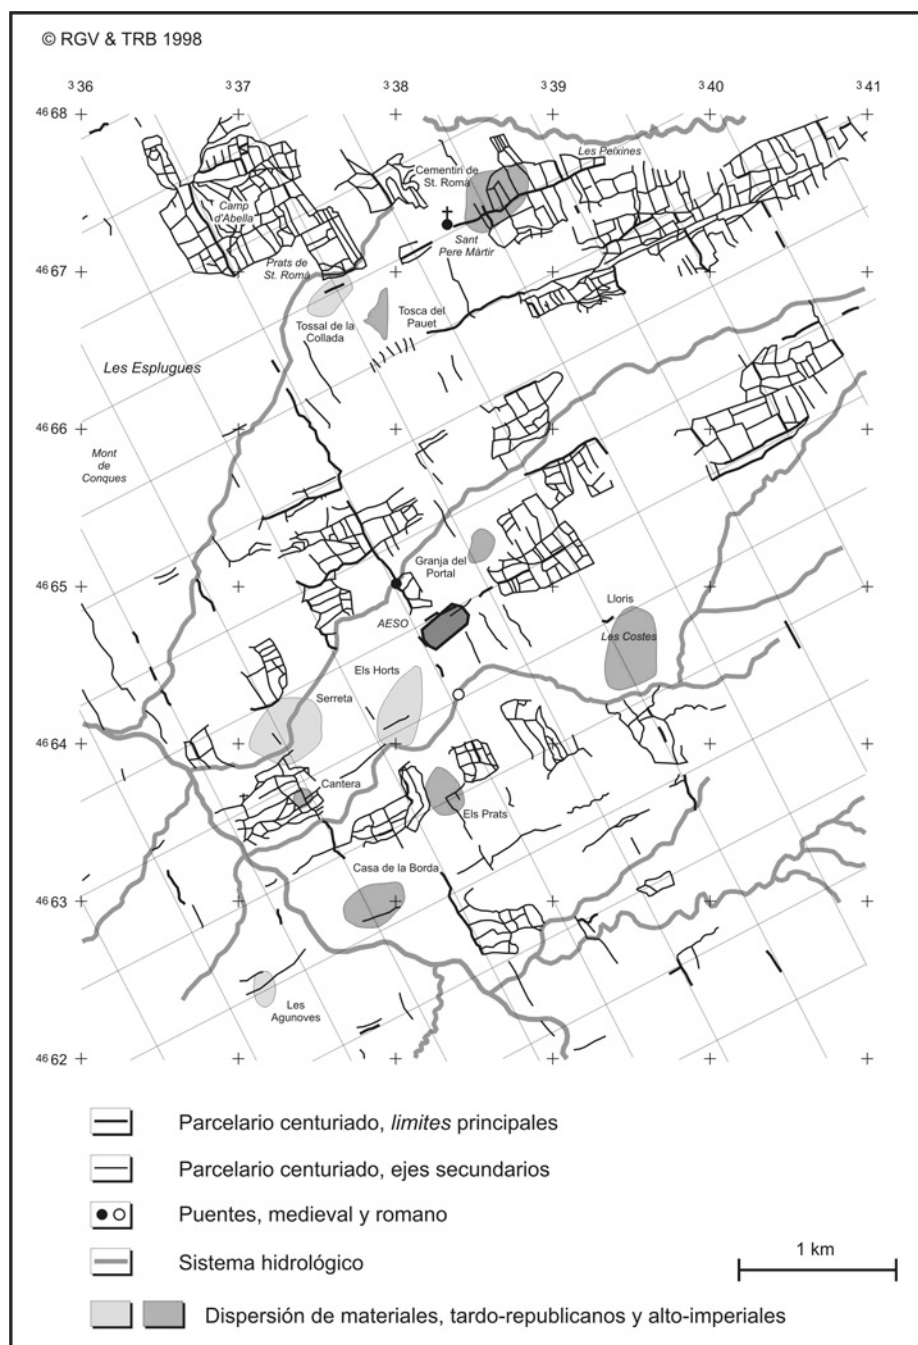 © RGV & TRB 1998
3 36
3 37
3 38
3 39
3 40
3 41
46 68
Les Peixines
Cementiri de
St. Romà
Camp
d'Abella
Sant
Pere Màrtir
46 67
Prats de
St. Romà
Tossal de la
Collada
Tosca del
Pauet
Les Esplugues
46 66
Mont
de
Conques
Granja del
Portal
46 65
AESO
Lloris
Les Costes
Els Horts
Serreta
46 64
Cantera
Els Prats
Casa de la Borda
46 63
Les
Agunoves
46 62
Parcelario centuriado, limites principales
Parcelario centuriado, ejes secundarios
Puentes, medieval y romano
Sistema hidrológico
1 km
Dispersión de materiales, tardo-republicanos y alto-imperiales